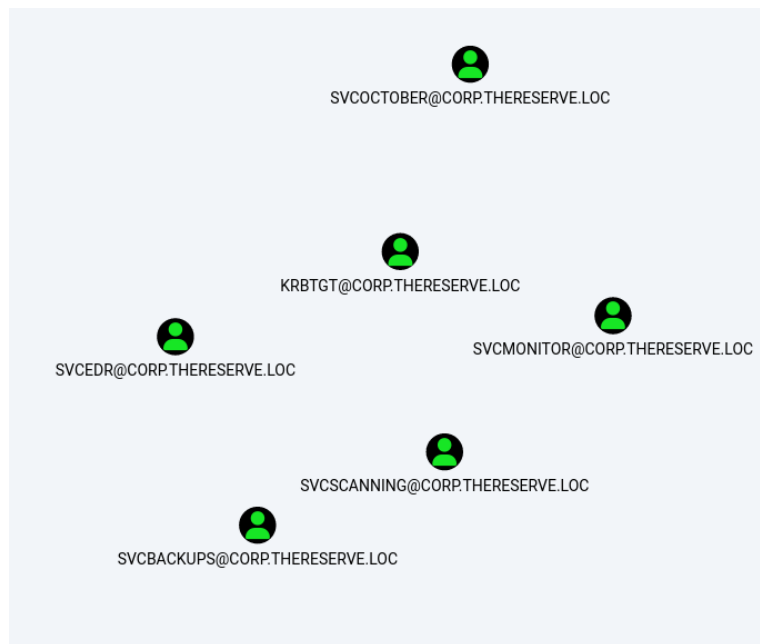 SVCOCTOBER@CORP.THERESERVE.LOC
KRBTGT@CORP.THERESERVE.LOC
SVCMONITOR@CORP.THERESERVE.LOC
SVCEDR@CORP.THERESERVE.LOC
SVCSCANNING@CORP.THERESERVE.LOC
SVCBACKUPS@CORP.THERESERVE.LOC